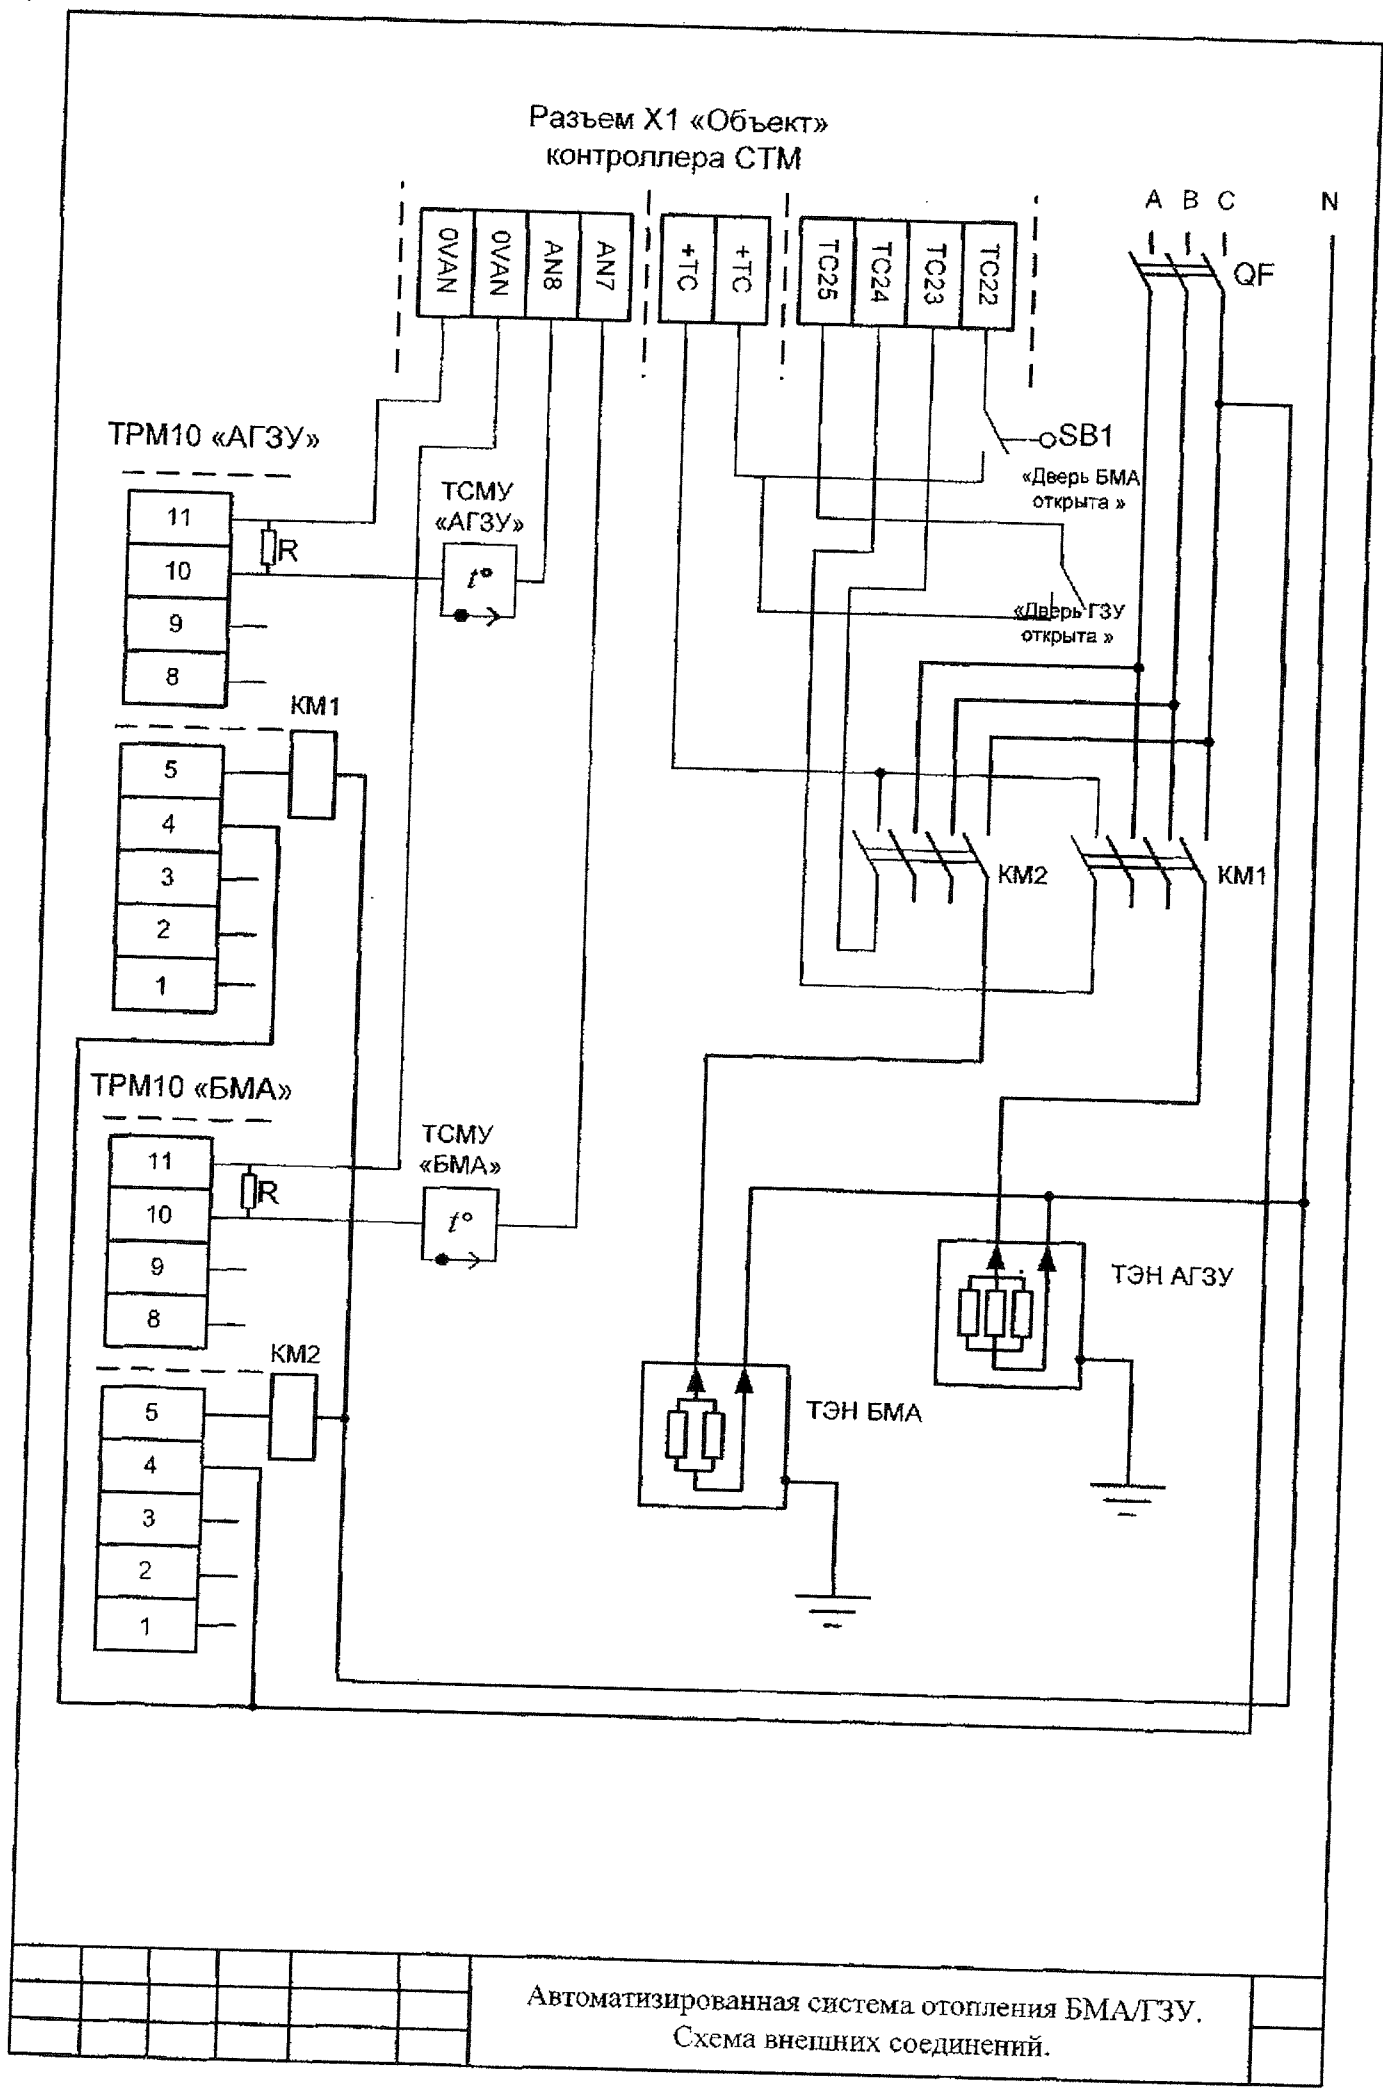 Разъем Х1 «Объект»
контроллера СТМ
A B C N
0VAN 0VAN AN8 AN7 +TC +TC TC25 TC24 TC23 TC22
QF
ТРМ10 «АГЗУ»
SB1
«Дверь БМА
открыта »
ТСМУ
«АГЗУ»
11
R
10
t°
9
8
«Дверь ГЗУ
открыта »
КМ1
5
4
3
2
1
КМ2
КМ1
ТРМ10 «БМА»
ТСМУ
«БМА»
11
R
10
t°
9
8
ТЭН АГЗУ
КМ2
5
4
3
2
1
ТЭН БМА
Автоматизированная система отопления БМА/ГЗУ.
Схема внешних соединений.